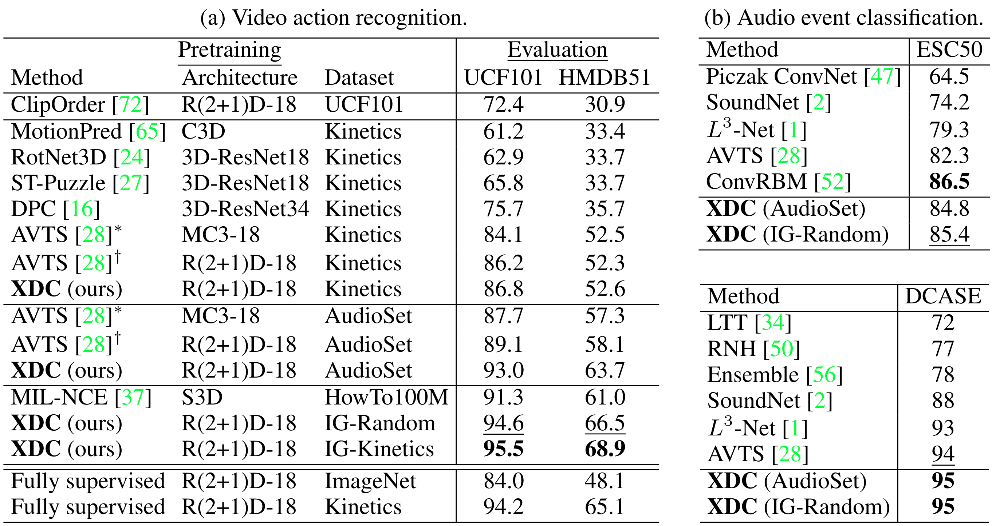 (a) Video action recognition.
Pretraining Evaluation
Method Architecture Dataset UCF101 HMDB51
ClipOrder [72] R(2+1)D-18 UCF101 72.4 30.9
MotionPred [65] C3D Kinetics 61.2 33.4
RotNet3D [24] 3D-ResNet18 Kinetics 62.9 33.7
ST-Puzzle [27] 3D-ResNet18 Kinetics 65.8 33.7
DPC [16] 3D-ResNet34 Kinetics 75.7 35.7
AVTS [28]* MC3-18 Kinetics 84.1 52.5
AVTS [28]† R(2+1)D-18 Kinetics 86.2 52.3
XDC (ours) R(2+1)D-18 Kinetics 86.8 52.6
AVTS [28]* MC3-18 AudioSet 87.7 57.3
AVTS [28]† R(2+1)D-18 AudioSet 89.1 58.1
XDC (ours) R(2+1)D-18 AudioSet 93.0 63.7
MIL-NCE [37] S3D HowTo100M 91.3 61.0
XDC (ours) R(2+1)D-18 IG-Random 94.6 66.5
XDC (ours) R(2+1)D-18 IG-Kinetics 95.5 68.9
Fully supervised R(2+1)D-18 ImageNet 84.0 48.1
Fully supervised R(2+1)D-18 Kinetics 94.2 65.1
(b) Audio event classification.
Method ESC50
Piczak ConvNet [47] 64.5
SoundNet [2] 74.2
L³-Net [1] 79.3
AVTS [28] 82.3
ConvRBM [52] 86.5
XDC (AudioSet) 84.8
XDC (IG-Random) 85.4
Method DCASE
LTT [34] 72
RNH [50] 77
Ensemble [56] 78
SoundNet [2] 88
L³-Net [1] 93
AVTS [28] 94
XDC (AudioSet) 95
XDC (IG-Random) 95